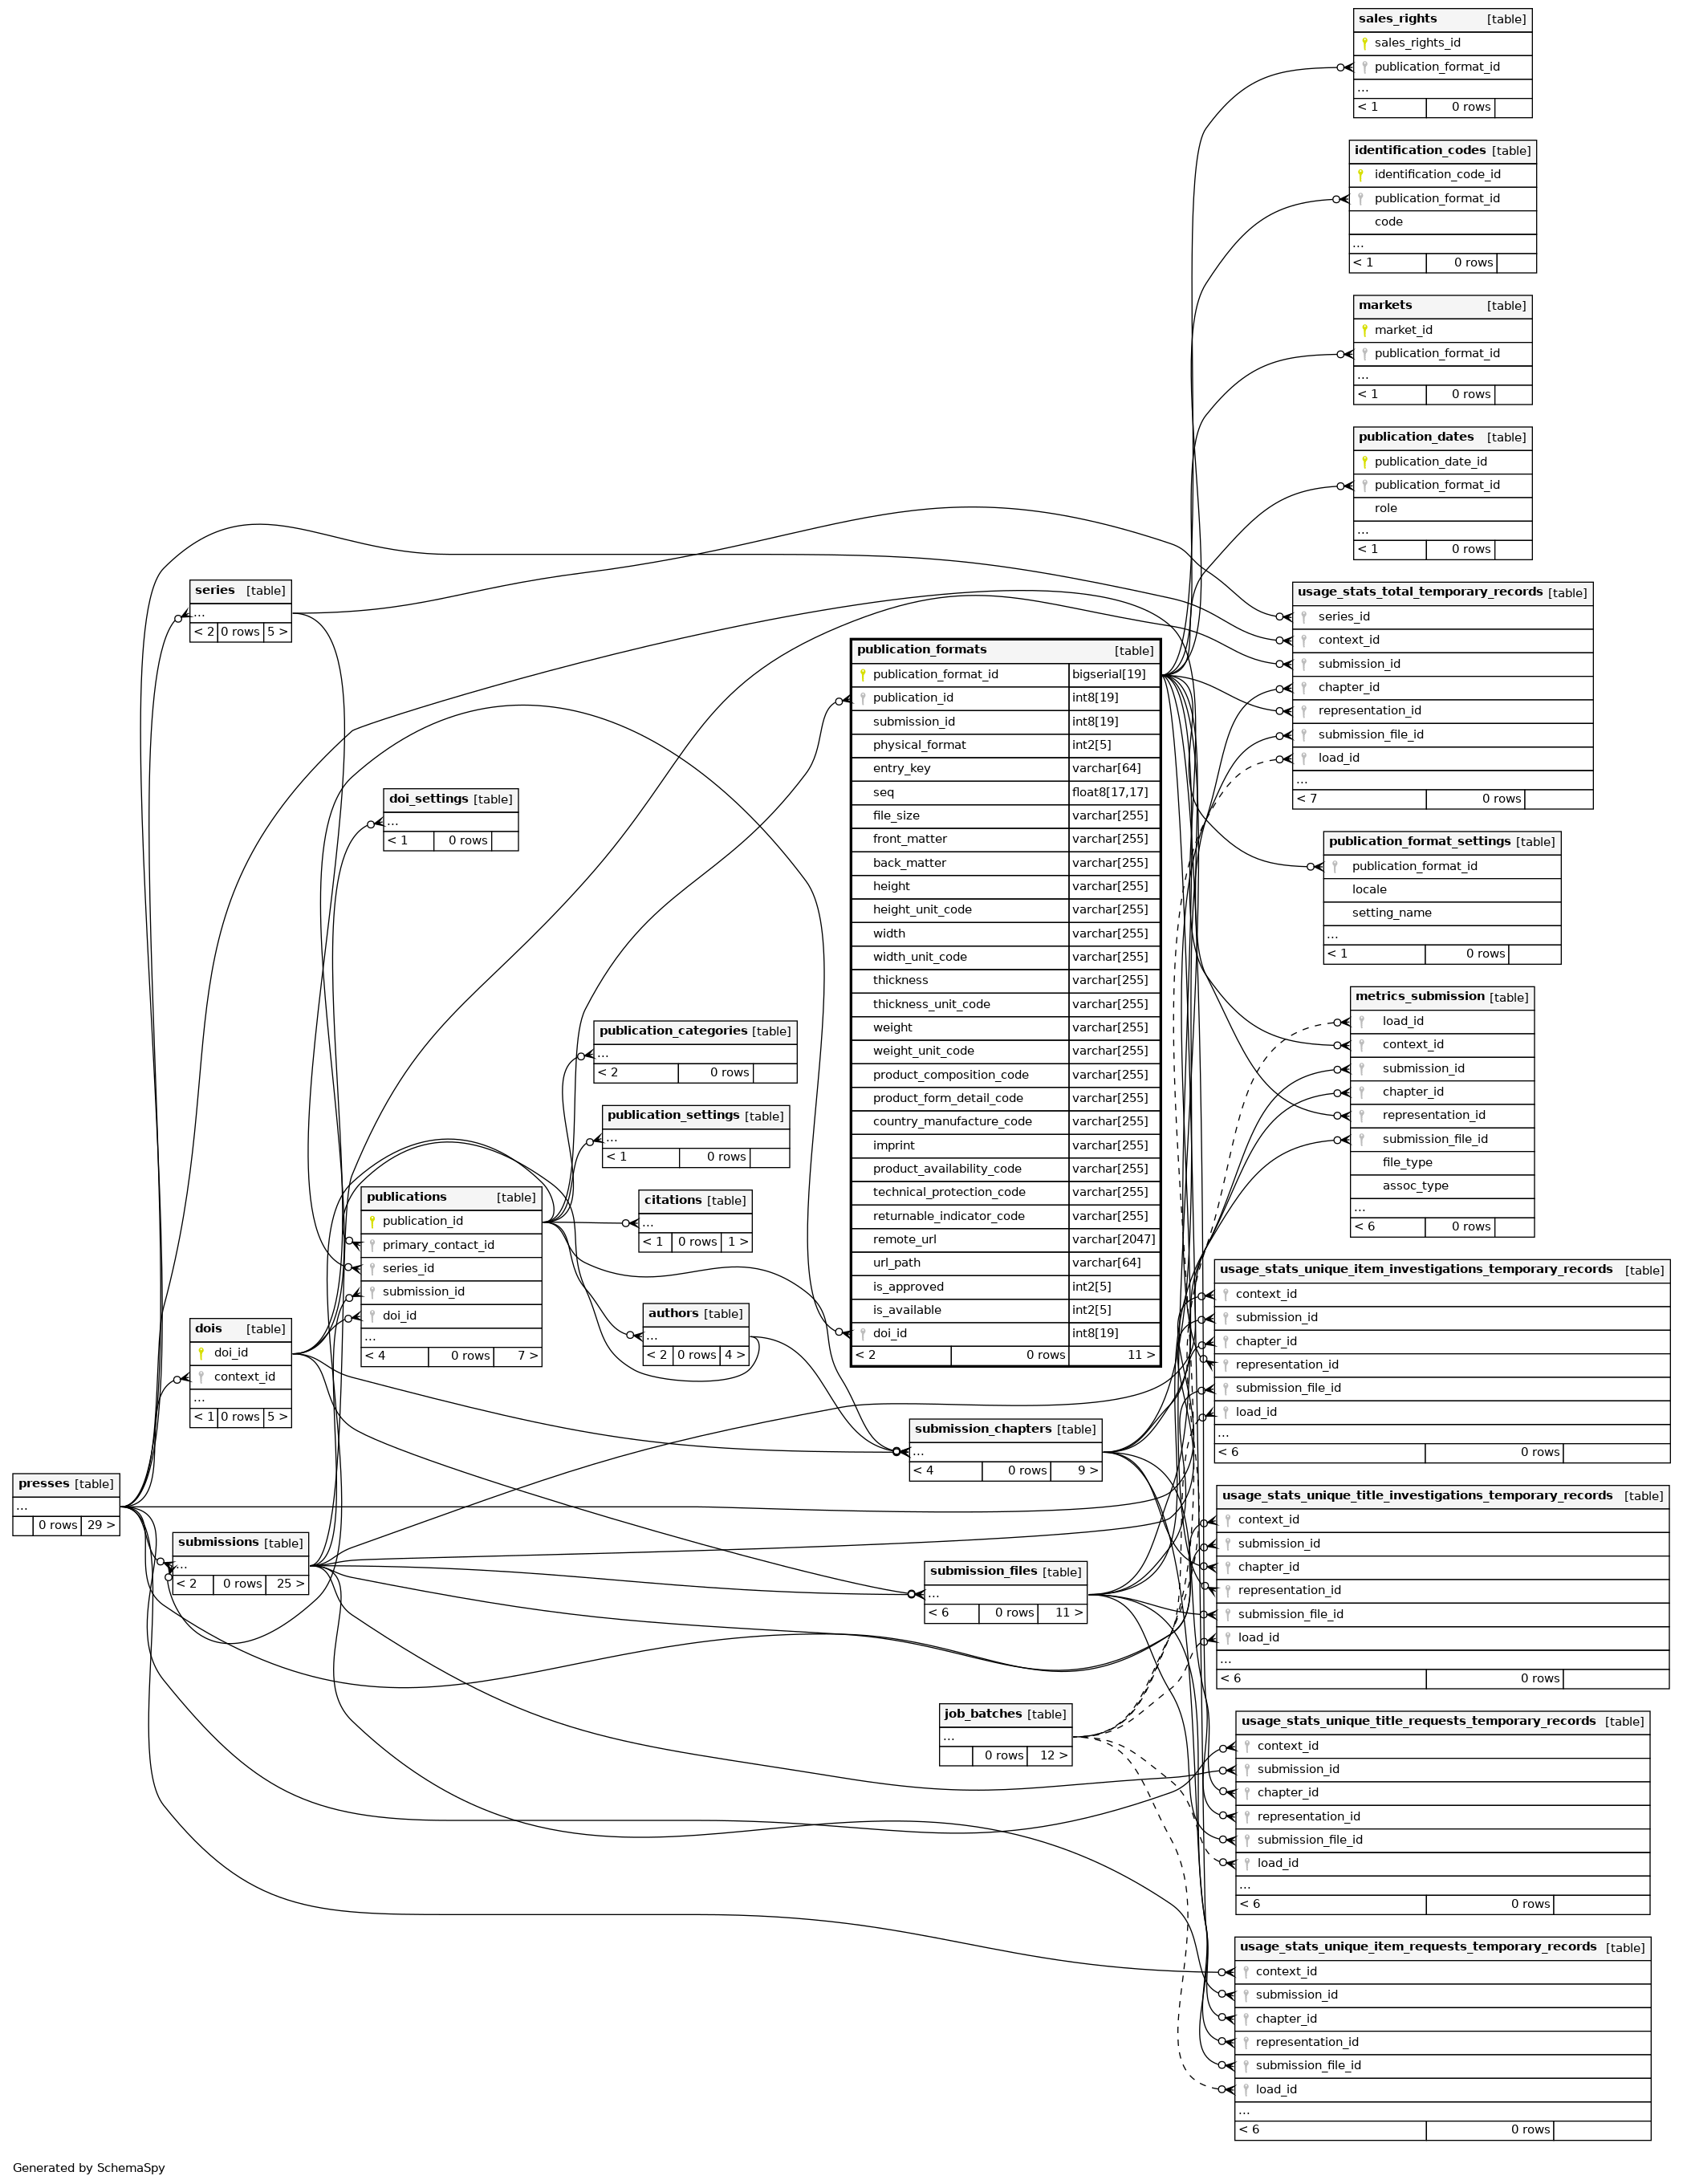 sales_rights [table]
sales_rights_id
publication_format_id
...
< 1 0 rows
identification_codes [table]
identification_code_id
publication_format_id
code
...
< 1 0 rows
markets [table]
market_id
publication_format_id
...
< 1 0 rows
publication_dates [table]
publication_date_id
publication_format_id
role
...
< 1 0 rows
usage_stats_total_temporary_records [table]
series_id
context_id
submission_id
chapter_id
representation_id
submission_file_id
load_id
...
< 7 0 rows
publication_format_settings [table]
publication_format_id
locale
setting_name
...
< 1 0 rows
metrics_submission [table]
load_id
context_id
submission_id
chapter_id
representation_id
submission_file_id
file_type
assoc_type
...
< 6 0 rows
usage_stats_unique_item_investigations_temporary_records [table]
context_id
submission_id
chapter_id
representation_id
submission_file_id
load_id
...
< 6 0 rows
usage_stats_unique_title_investigations_temporary_records [table]
context_id
submission_id
chapter_id
representation_id
submission_file_id
load_id
...
< 6 0 rows
usage_stats_unique_title_requests_temporary_records [table]
context_id
submission_id
chapter_id
representation_id
submission_file_id
load_id
...
< 6 0 rows
usage_stats_unique_item_requests_temporary_records [table]
context_id
submission_id
chapter_id
representation_id
submission_file_id
load_id
...
< 6 0 rows
publication_formats [table]
publication_format_id bigserial[19]
publication_id int8[19]
submission_id int8[19]
physical_format int2[5]
entry_key varchar[64]
seq float8[17,17]
file_size varchar[255]
front_matter varchar[255]
back_matter varchar[255]
height varchar[255]
height_unit_code varchar[255]
width varchar[255]
width_unit_code varchar[255]
thickness varchar[255]
thickness_unit_code varchar[255]
weight varchar[255]
weight_unit_code varchar[255]
product_composition_code varchar[255]
product_form_detail_code varchar[255]
country_manufacture_code varchar[255]
imprint varchar[255]
product_availability_code varchar[255]
technical_protection_code varchar[255]
returnable_indicator_code varchar[255]
remote_url varchar[2047]
url_path varchar[64]
is_approved int2[5]
is_available int2[5]
doi_id int8[19]
< 2 0 rows 11 >
series [table]
...
< 2 0 rows 5 >
doi_settings [table]
...
< 1 0 rows
publication_categories [table]
...
< 2 0 rows
publication_settings [table]
...
< 1 0 rows
citations [table]
...
< 1 0 rows 1 >
authors [table]
...
< 2 0 rows 4 >
publications [table]
publication_id
primary_contact_id
series_id
submission_id
doi_id
...
< 4 0 rows 7 >
dois [table]
doi_id
context_id
...
< 1 0 rows 5 >
submission_chapters [table]
...
< 4 0 rows 9 >
presses [table]
...
0 rows 29 >
submissions [table]
...
< 2 0 rows 25 >
submission_files [table]
...
< 6 0 rows 11 >
job_batches [table]
...
0 rows 12 >
Generated by SchemaSpy